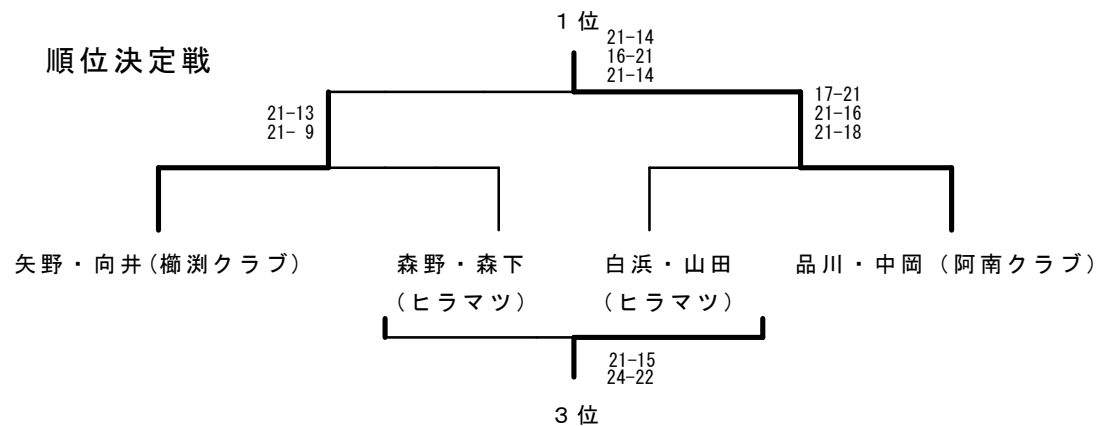 1位
順位決定戦
21-14
16-21
21-14
21-13
21- 9
17-21
21-16
21-18
矢野・向井(櫛渕クラブ)
森野・森下
(ヒラマツ)
白浜・山田
(ヒラマツ)
品川・中岡(阿南クラブ)
21-15
24-22
3位